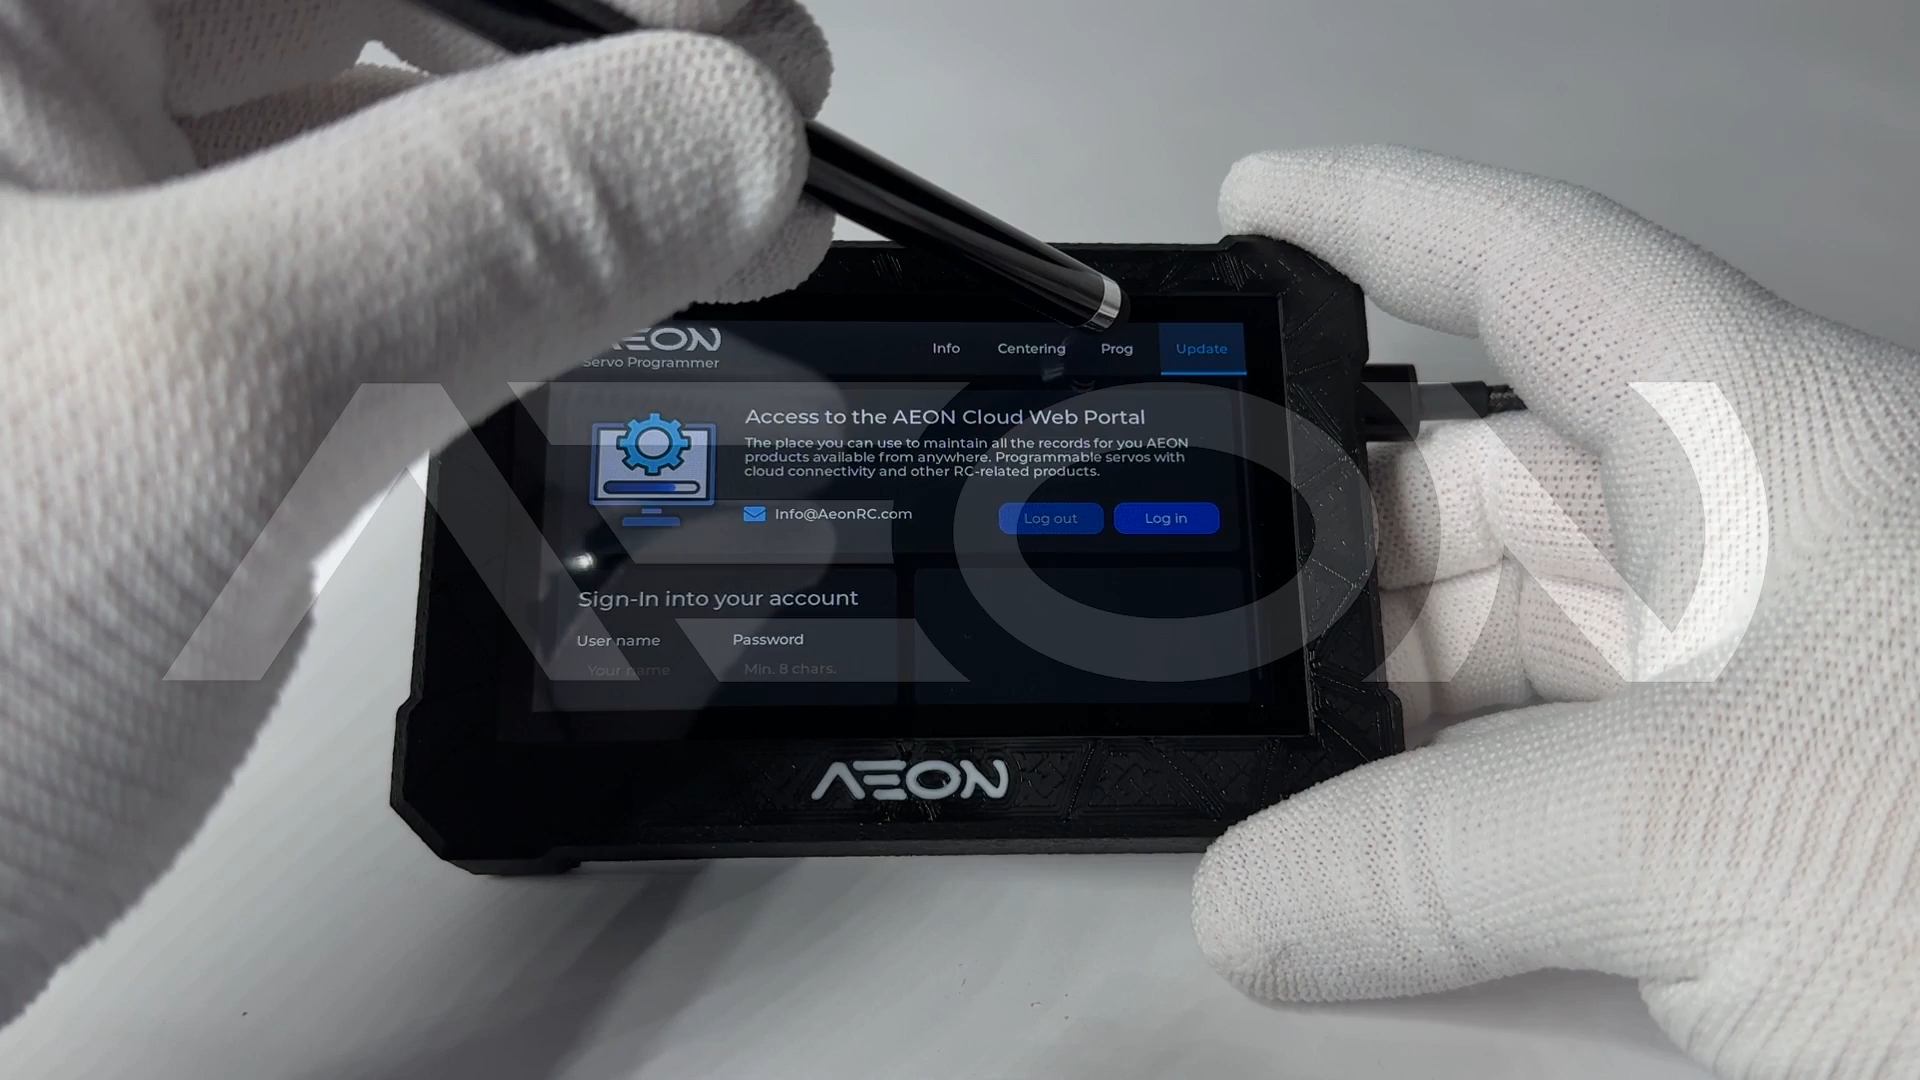 AEON
Servo Programmer
Info
Centering
Prog
Update
Access to the AEON Cloud Web Portal
The place you can use to maintain all the records for you AEON
products available from anywhere. Programmable servos with
cloud connectivity and other RC-related products.
Info@AeonRC.com
Log out
Log in
Sign-In into your account
User name
Password
Your name
Min. 8 chars.
AEON
AEON